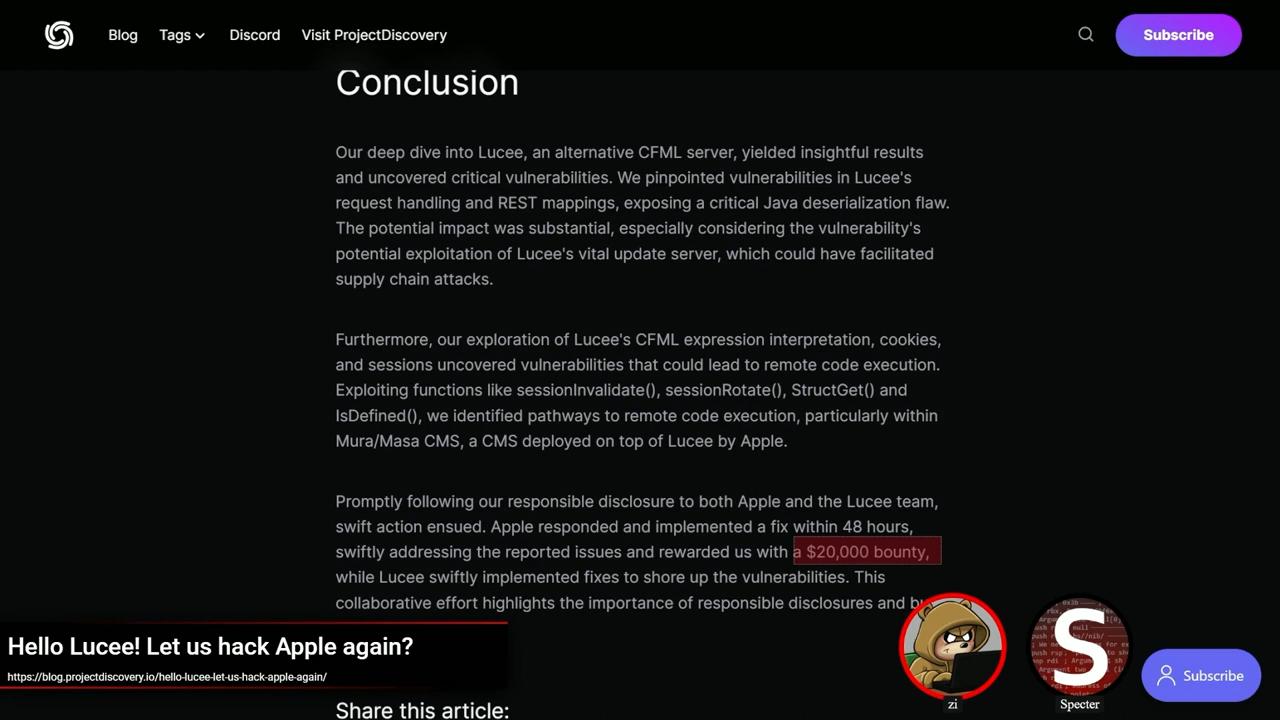 Blog Tags Discord Visit ProjectDiscovery Subscribe
Conclusion
Our deep dive into Lucee, an alternative CFML server, yielded insightful results
and uncovered critical vulnerabilities. We pinpointed vulnerabilities in Lucee's
request handling and REST mappings, exposing a critical Java deserialization flaw.
The potential impact was substantial, especially considering the vulnerability's
potential exploitation of Lucee's vital update server, which could have facilitated
supply chain attacks.
Furthermore, our exploration of Lucee's CFML expression interpretation, cookies,
and sessions uncovered vulnerabilities that could lead to remote code execution.
Exploiting functions like sessionInvalidate(), sessionRotate(), StructGet() and
IsDefined(), we identified pathways to remote code execution, particularly within
Mura/Masa CMS, a CMS deployed on top of Lucee by Apple.
Promptly following our responsible disclosure to both Apple and the Lucee team,
swift action ensued. Apple responded and implemented a fix within 48 hours,
swiftly addressing the reported issues and rewarded us with a $20,000 bounty,
while Lucee swiftly implemented fixes to shore up the vulnerabilities. This
collaborative effort highlights the importance of responsible disclosures and
Hello Lucee! Let us hack Apple again?
https://blog.projectdiscovery.io/hello-lucee-let-us-hack-apple-again/
S
zi
Specter
Subscribe
Share this article: